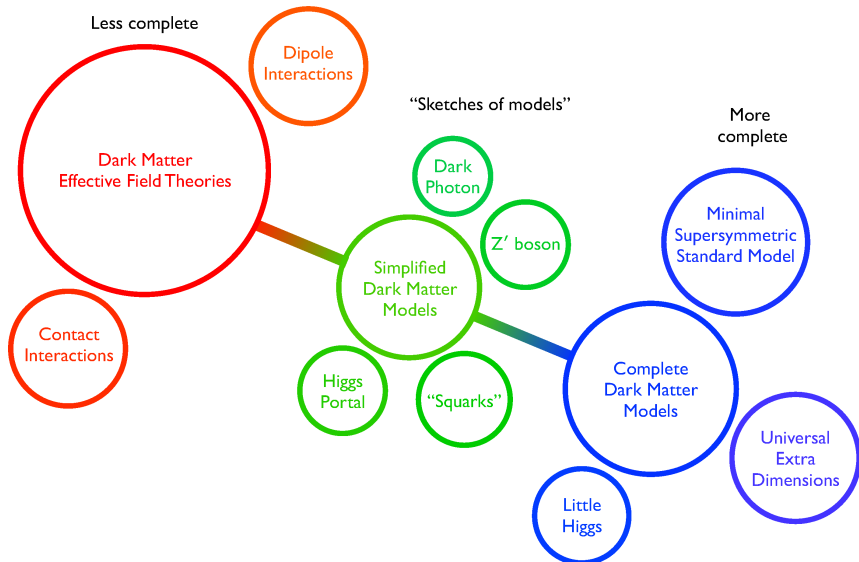 Less complete
Dipole
Interactions
Dark Matter
Effective Field Theories
Contact
Interactions
“Sketches of models”
Dark
Photon
Z′ boson
Simplified
Dark Matter
Models
Higgs
Portal
“Squarks”
More
complete
Minimal
Supersymmetric
Standard Model
Complete
Dark Matter
Models
Universal
Extra
Dimensions
Little
Higgs